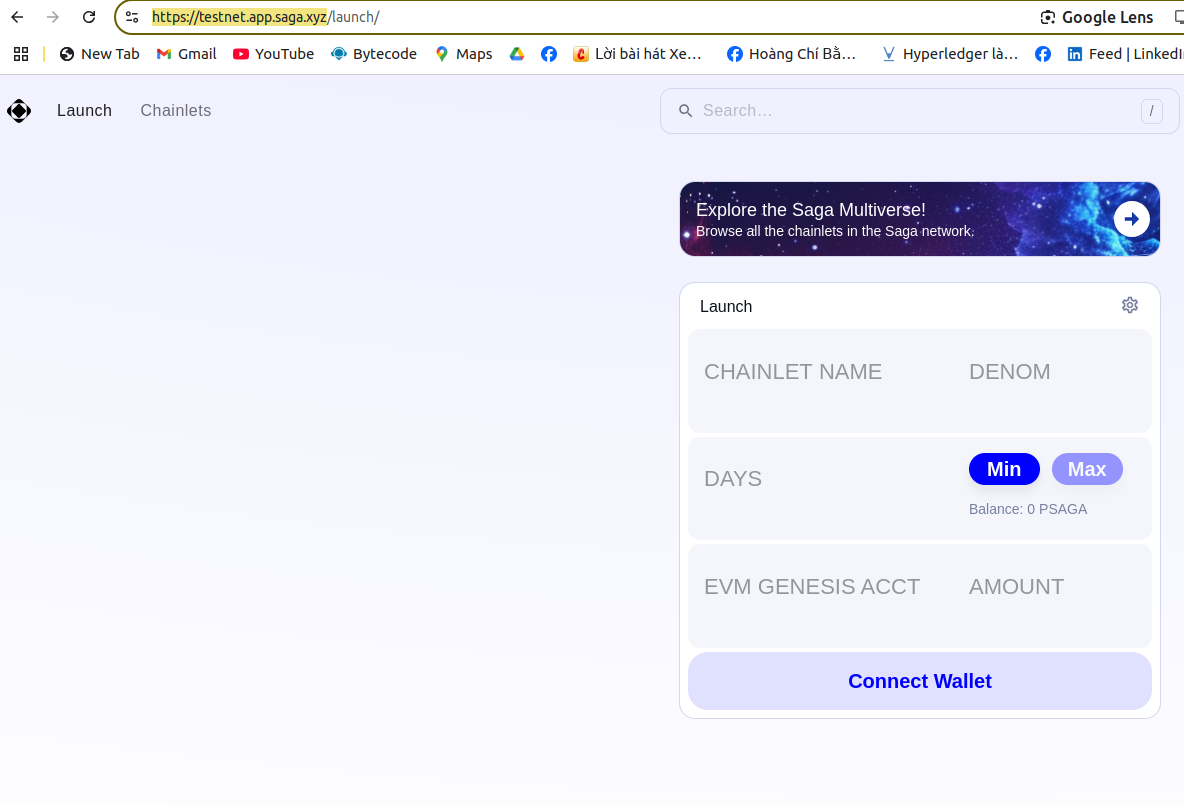 https://testnet.app.saga.xyz/launch/ Google Lens
New Tab Gmail YouTube Bytecode Maps Lời bài hát Xe... Hoàng Chí Bằ... Hyperledger là... Feed | LinkedI
Launch Chainlets Search... /
Explore the Saga Multiverse!
Browse all the chainlets in the Saga network.
Launch
CHAINLET NAME DENOM
DAYS Min Max
Balance: 0 PSAGA
EVM GENESIS ACCT AMOUNT
Connect Wallet